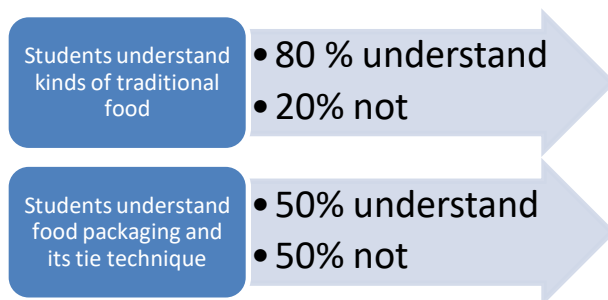 Students understand
kinds of traditional
food
• 80 % understand
• 20% not
Students understand
food packaging and
its tie technique
• 50% understand
• 50% not